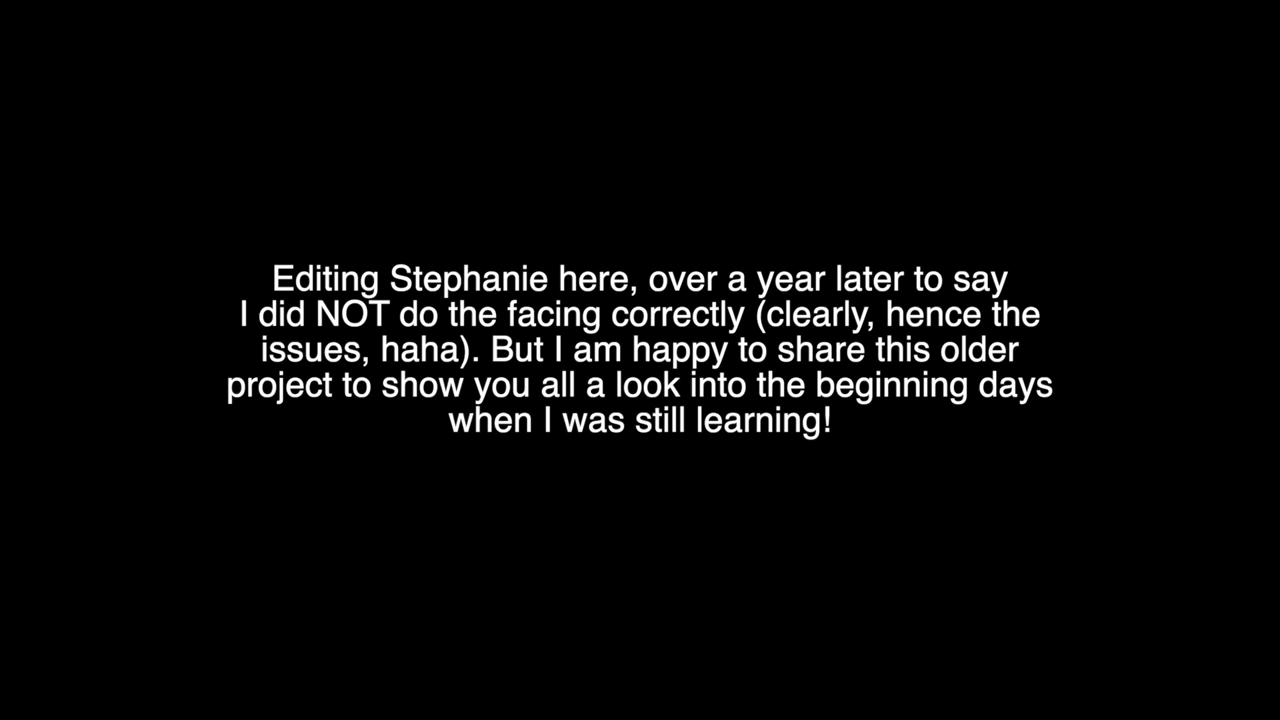 Editing Stephanie here, over a year later to say
I did NOT do the facing correctly (clearly, hence the
issues, haha). But I am happy to share this older
project to show you all a look into the beginning days
when I was still learning!